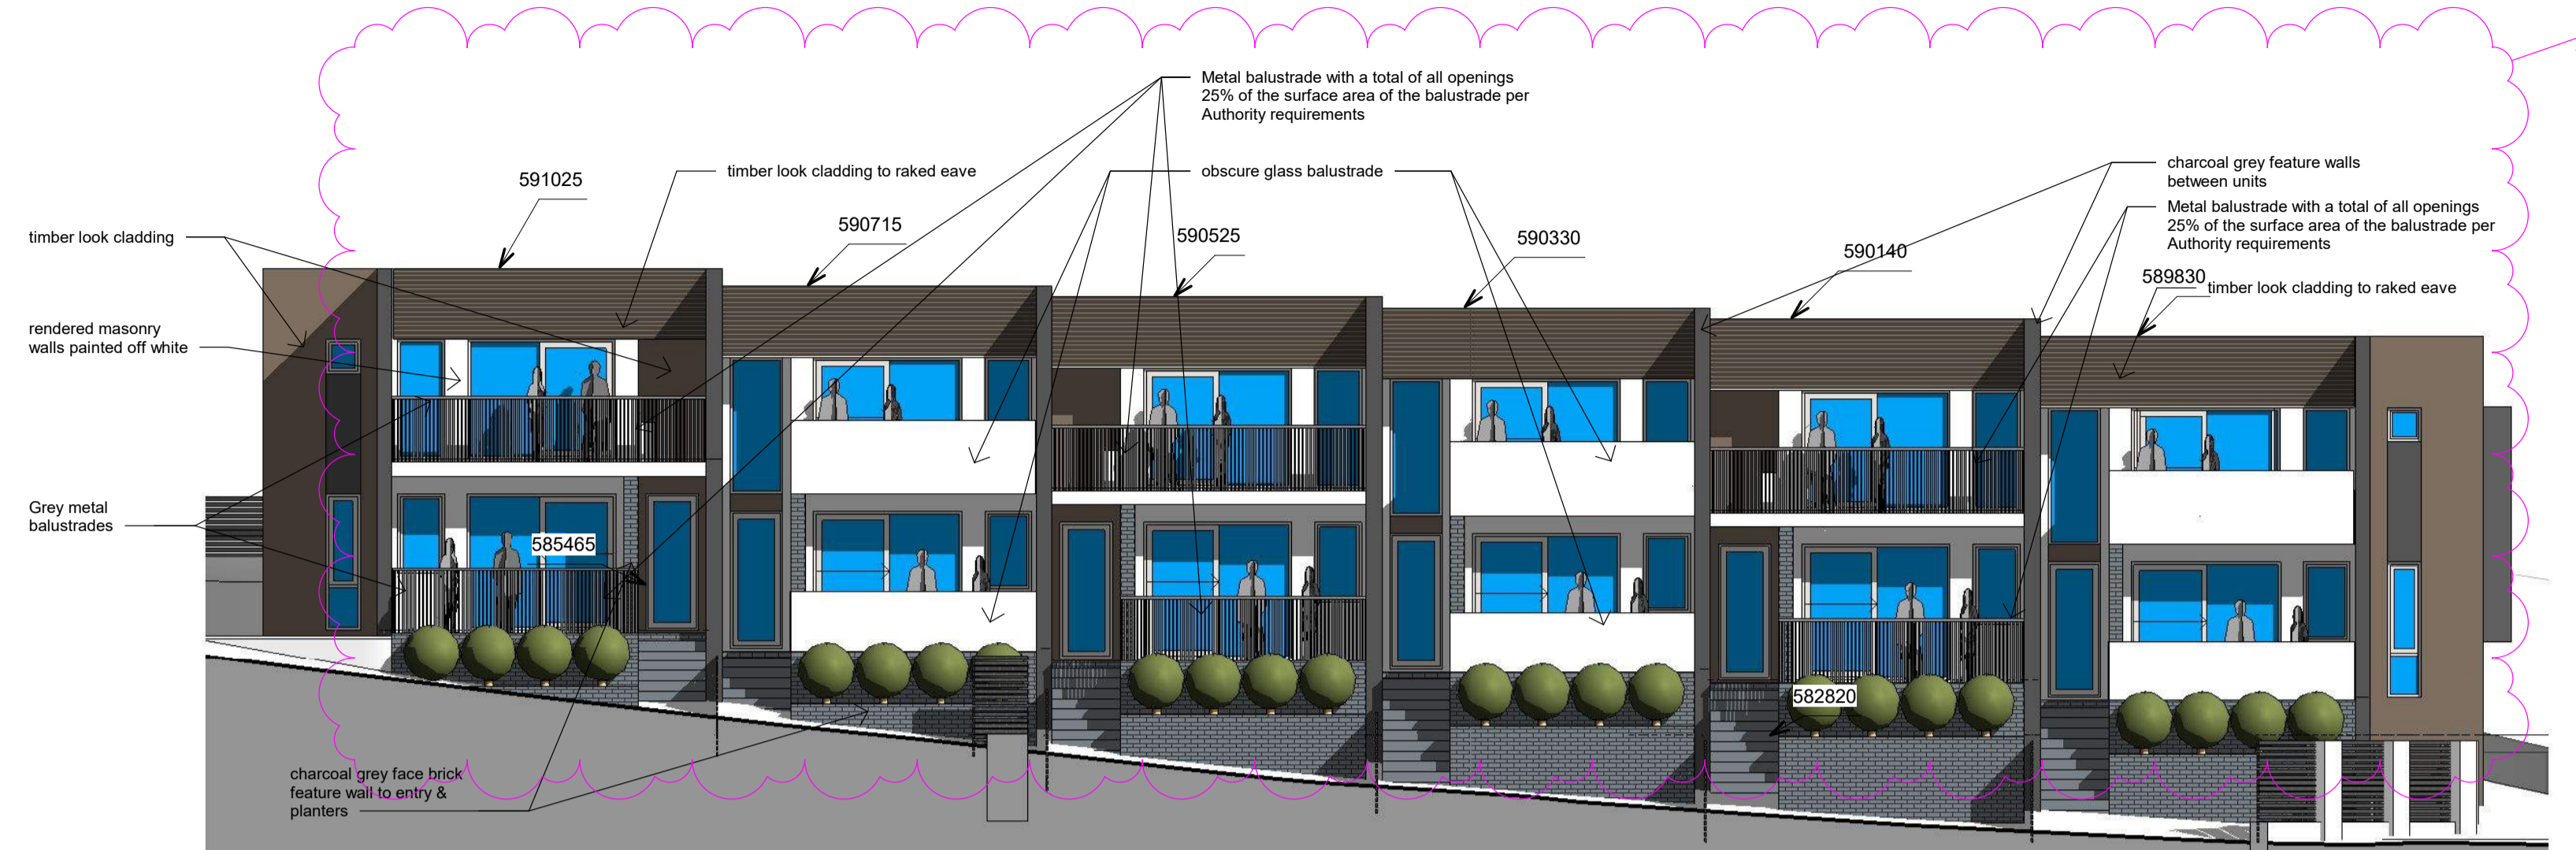 Metal balustrade with a total of all openings
25% of the surface area of the balustrade per
Authority requirements
591025
timber look cladding to raked eave
obscure glass balustrade
charcoal grey feature walls
between units
Metal balustrade with a total of all openings
25% of the surface area of the balustrade per
Authority requirements
590715
590525
590330
590140
589830
timber look cladding to raked eave
timber look cladding
rendered masonry
walls painted off white
Grey metal
balustrades
585465
582820
charcoal grey face brick
feature wall to entry &
planters